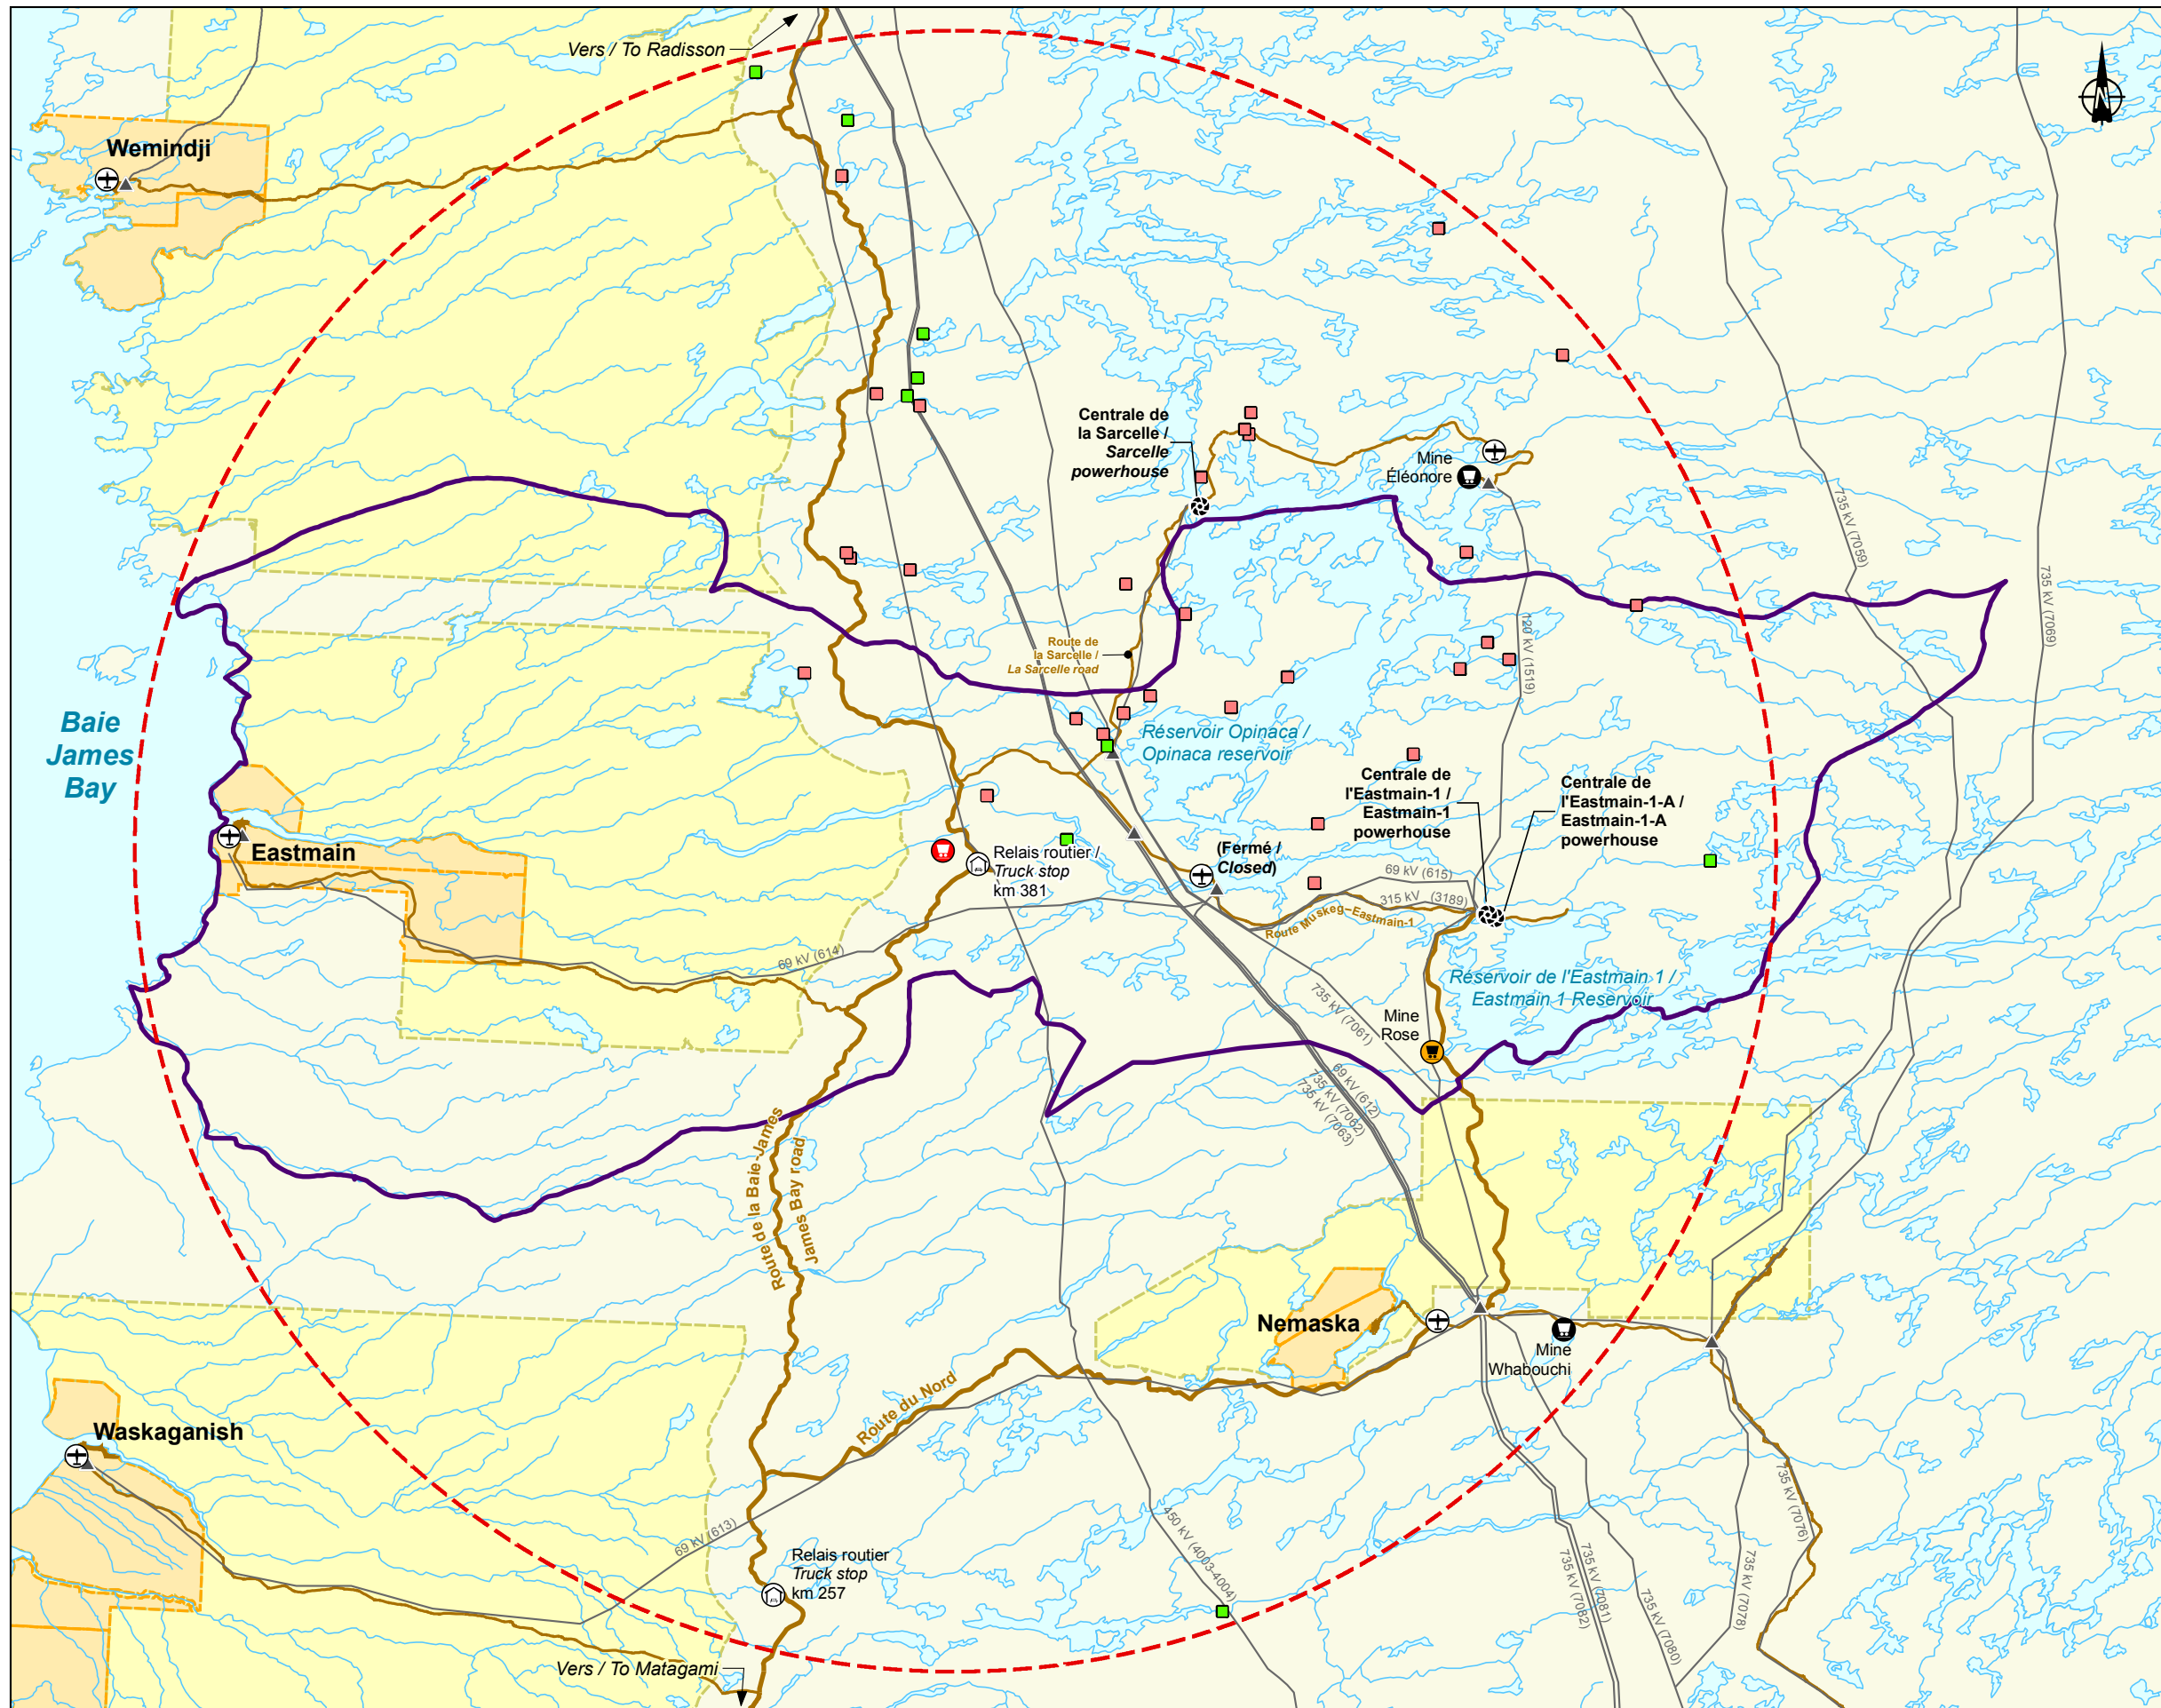 Vers / To Radisson
Wemindji
Centrale de
la Sarcelle /
Sarcelle
powerhouse
Mine
Éléonore
735 kV (7059)
735 kV (7069)
Route de
la Sarcelle /
La Sarcelle road
120 kV (1519)
Baie
James
Bay
Réservoir Opinaca /
Opinaca reservoir
Centrale de
l'Eastmain-1 /
Eastmain-1
powerhouse
Centrale de
l'Eastmain-1-A /
Eastmain-1-A
powerhouse
Eastmain
Relais routier /
Truck stop
km 381
(Fermé /
Closed)
69 kV (615)
315 kV (3189)
Route Muskeg–Eastmain-1
69 kV (614)
Réservoir de l'Eastmain 1 /
Eastmain 1 Reservoir
735 kV (7061)
Mine
Rose
69 kV (612)
735 kV (7062)
735 kV (7063)
Route de la Baie-James
James Bay road
Nemaska
Mine
Whabouchi
Route du Nord
Waskaganish
69 kV (613)
Relais routier
Truck stop
km 257
450 kV (4003-4004)
735 kV (7076)
735 kV (7078)
735 kV (7081)
735 kV (7082)
735 kV (7080)
Vers / To Matagami